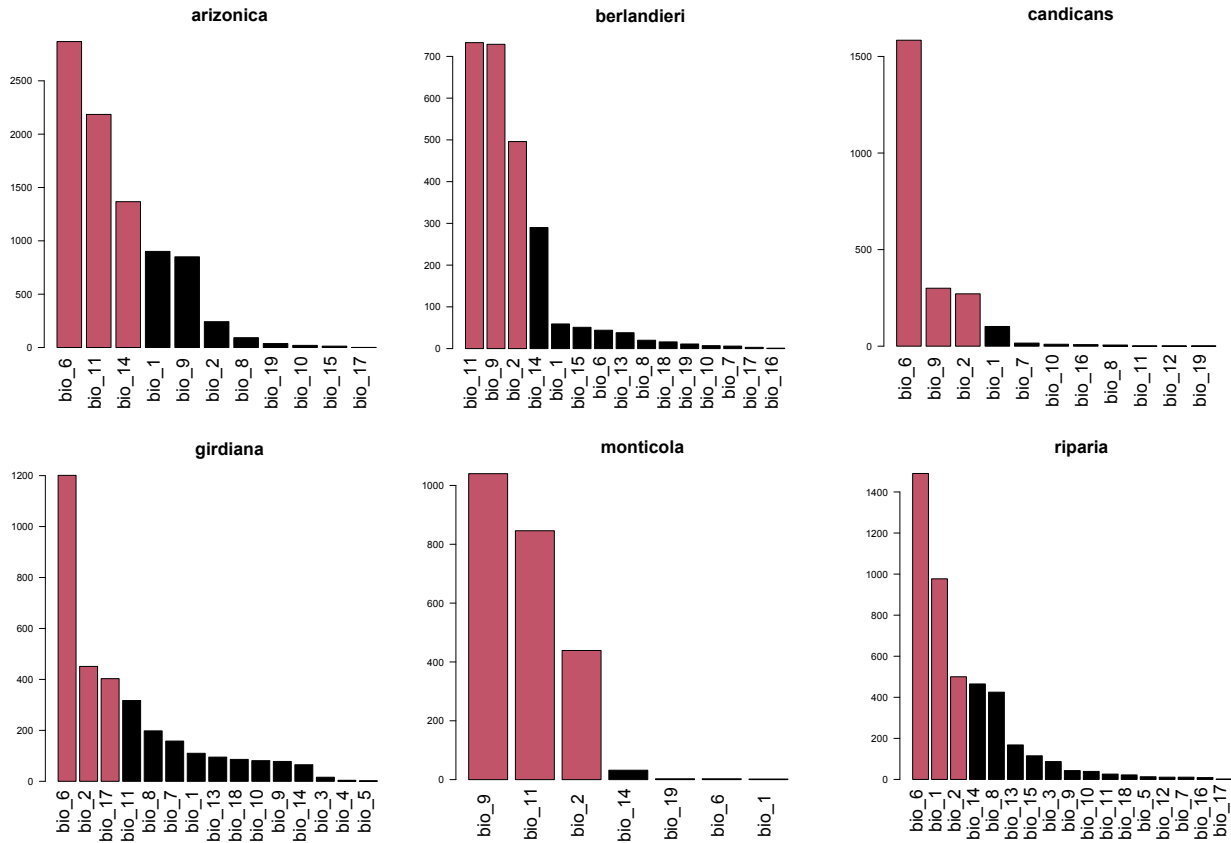 arizonica
2500
2000
1500
1000
500
0
bio_6
bio_11
bio_14
bio_1
bio_9
bio_2
bio_8
bio_19
bio_10
bio_15
bio_17
berlandieri
700
600
500
400
300
200
100
0
bio_11
bio_9
bio_2
bio_14
bio_1
bio_15
bio_6
bio_13
bio_8
bio_18
bio_19
bio_10
bio_7
bio_17
bio_16
candicans
1500
1000
500
0
bio_6
bio_9
bio_2
bio_1
bio_7
bio_10
bio_16
bio_8
bio_11
bio_12
bio_19
girdiana
1200
1000
800
600
400
200
0
bio_6
bio_2
bio_17
bio_11
bio_8
bio_7
bio_1
bio_13
bio_18
bio_10
bio_9
bio_14
bio_3
bio_4
bio_5
monticola
1000
800
600
400
200
0
bio_9
bio_11
bio_2
bio_14
bio_19
bio_6
bio_1
riparia
1400
1200
1000
800
600
400
200
0
bio_6
bio_1
bio_2
bio_14
bio_8
bio_13
bio_15
bio_3
bio_9
bio_10
bio_11
bio_18
bio_5
bio_12
bio_7
bio_16
bio_17